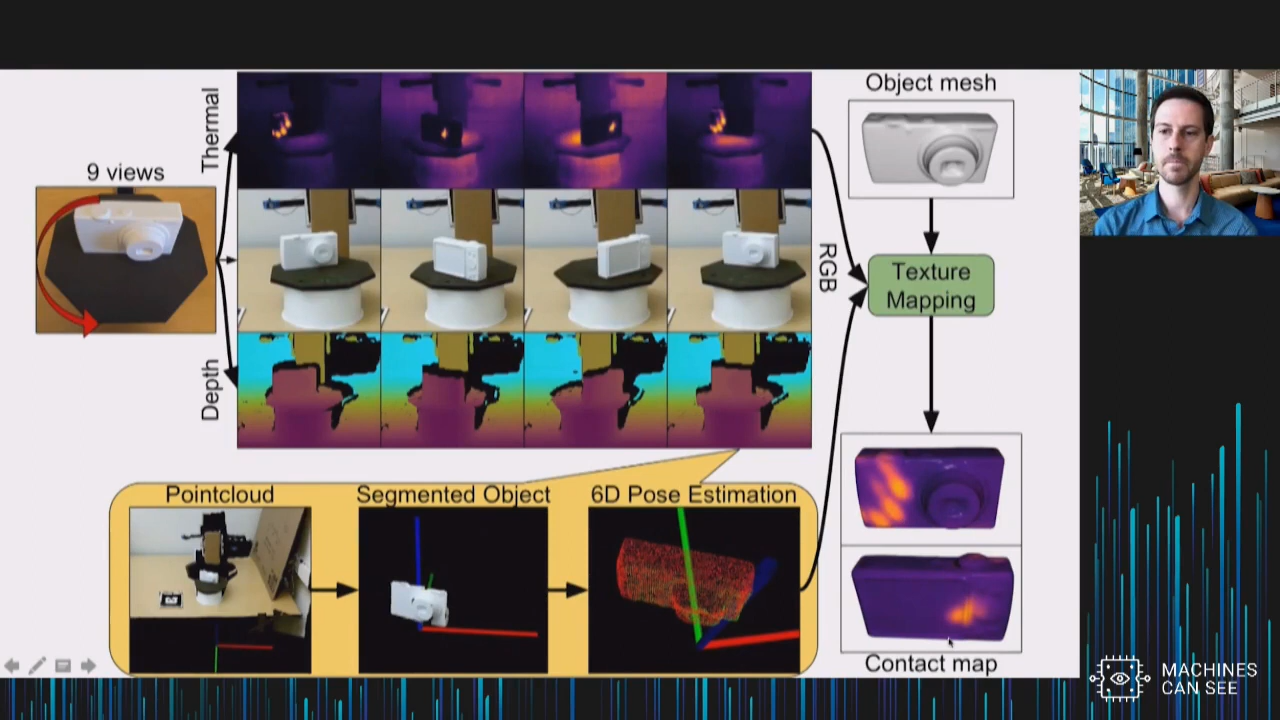 Thermal
Object mesh
9 views
RGB
Texture
Mapping
Depth
Pointcloud
Segmented Object
6D Pose Estimation
Contact map
MACHINES
CAN SEE